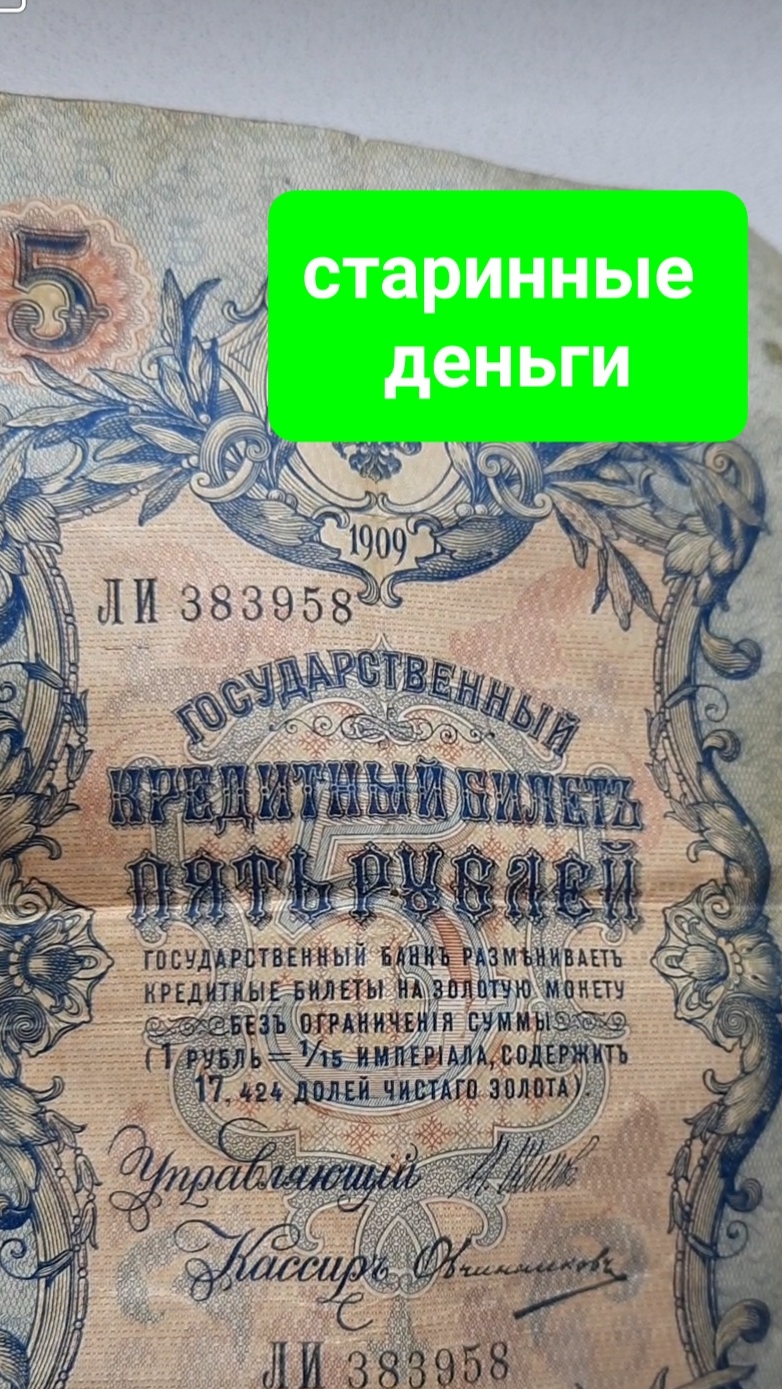 5
старинные
деньги
1909
ЛИ 383958
ГОСУДАРСТВЕННЫЙ
КРЕДИТНЫЙ БИЛЕТЪ
ПЯТЬ РУБЛЕЙ
ГОСУДАРСТВЕННЫЙ БАНКЪ РАЗМѢНИВАЕТЪ
КРЕДИТНЫЕ БИЛЕТЫ НА ЗОЛОТУЮ МОНЕТУ
БЕЗЪ ОГРАНИЧЕНІЯ СУММЫ
(1 РУБЛЬ = 1/15 ИМПЕРІАЛА, СОДЕРЖИТЪ
17,424 ДОЛЕЙ ЧИСТАГО ЗОЛОТА).
Управляющій
Кассиръ Овчинниковъ
ЛИ 383958